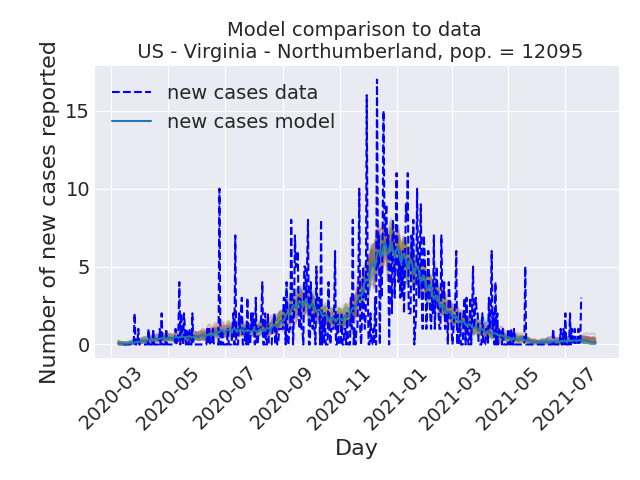 Model comparison to data
US - Virginia - Northumberland, pop. = 12095
new cases data
new cases model
Number of new cases reported
15
10
5
0
2020-03
2020-05
2020-07
2020-09
2020-11
2021-01
2021-03
2021-05
2021-07
Day